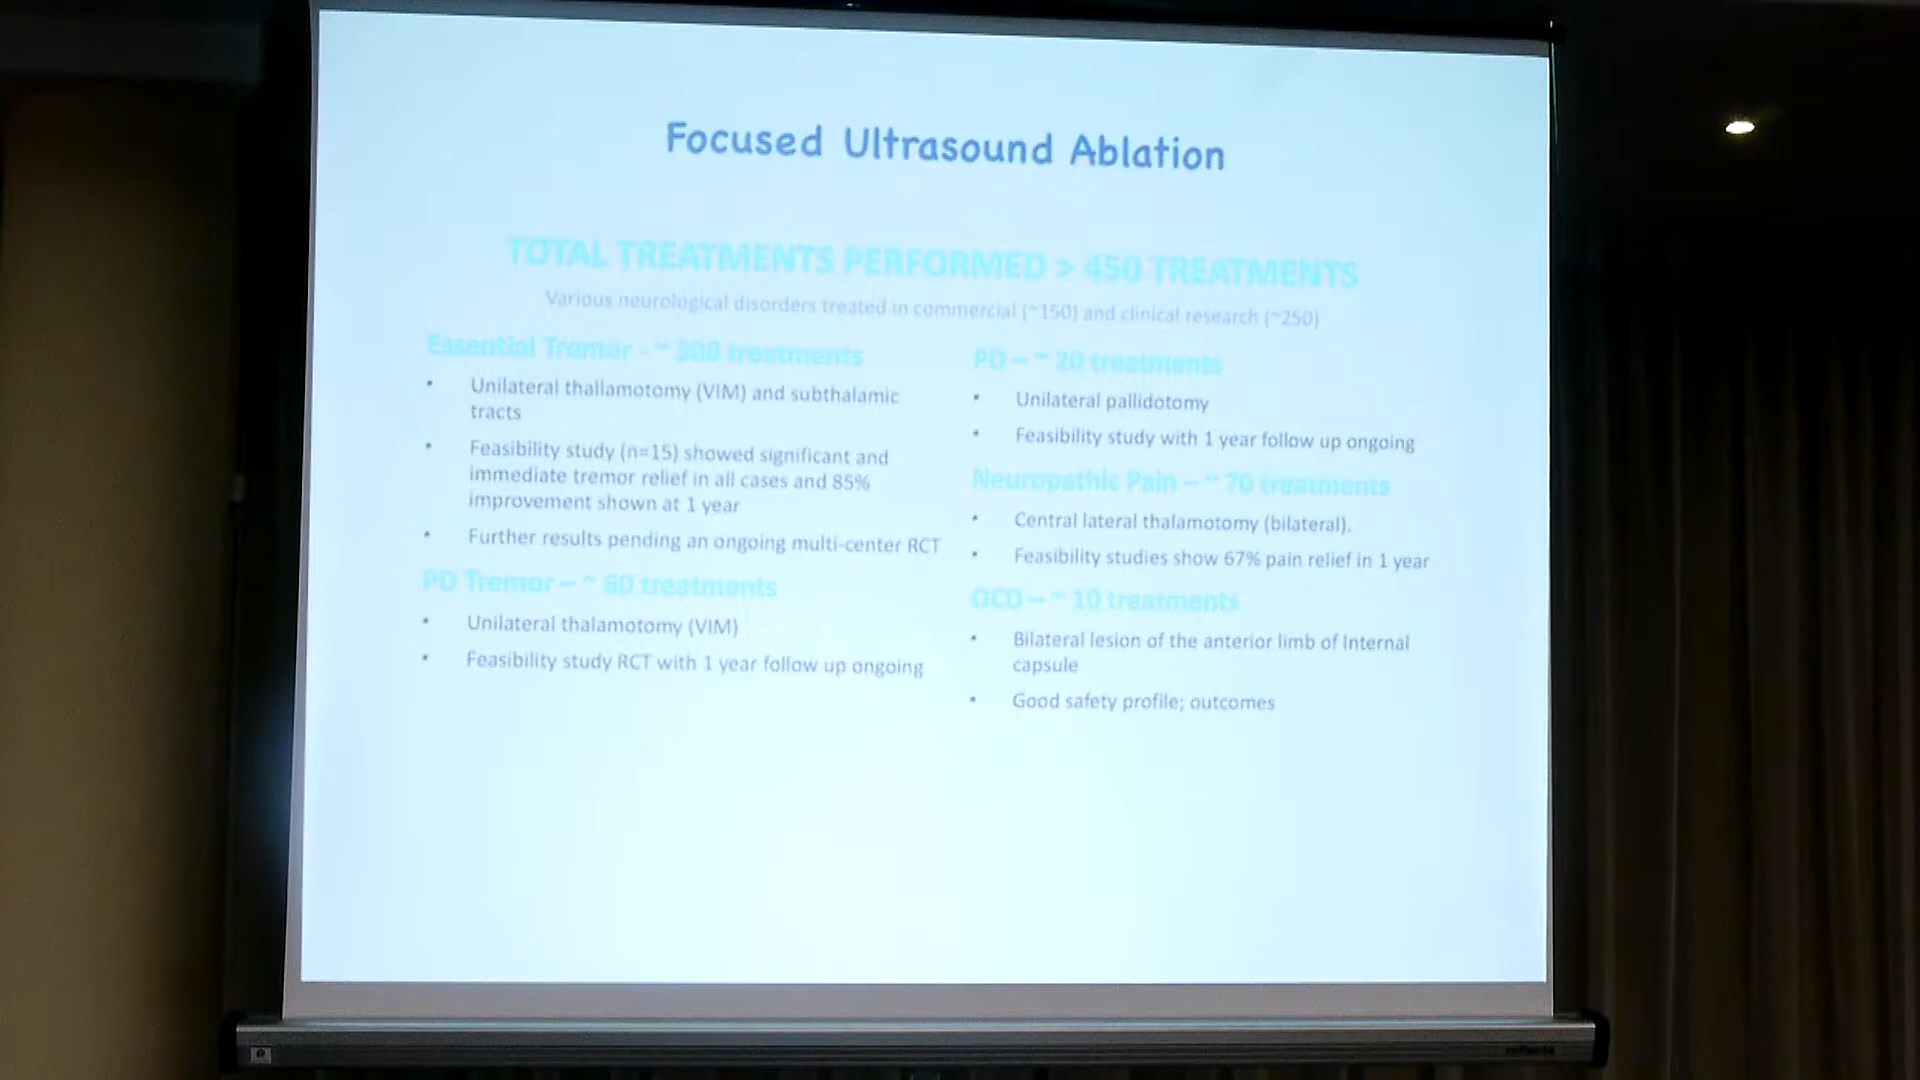 Focused Ultrasound Ablation
TOTAL TREATMENTS PERFORMED > 450 TREATMENTS
Various neurological disorders treated in commercial (~150) and clinical research (~250)
Essential Tremor - ~ 300 treatments
• Unilateral thallamotomy (VIM) and subthalamic
tracts
• Feasibility study (n=15) showed significant and
immediate tremor relief in all cases and 85%
improvement shown at 1 year
• Further results pending an ongoing multi-center RCT
PD Tremor – ~ 60 treatments
• Unilateral thalamotomy (VIM)
• Feasibility study RCT with 1 year follow up ongoing
PD – ~ 20 treatments
• Unilateral pallidotomy
• Feasibility study with 1 year follow up ongoing
Neuropathic Pain – ~ 70 treatments
• Central lateral thalamotomy (bilateral).
• Feasibility studies show 67% pain relief in 1 year
OCD – ~ 10 treatments
• Bilateral lesion of the anterior limb of Internal
capsule
• Good safety profile; outcomes